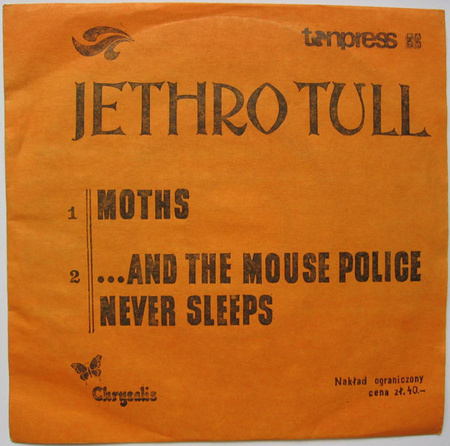 tonpress
JETHRO TULL
1 MOTHS
2 ...AND THE MOUSE POLICE
NEVER SLEEPS
Chrysalis
Nakład ograniczony
cena zł. 40.-